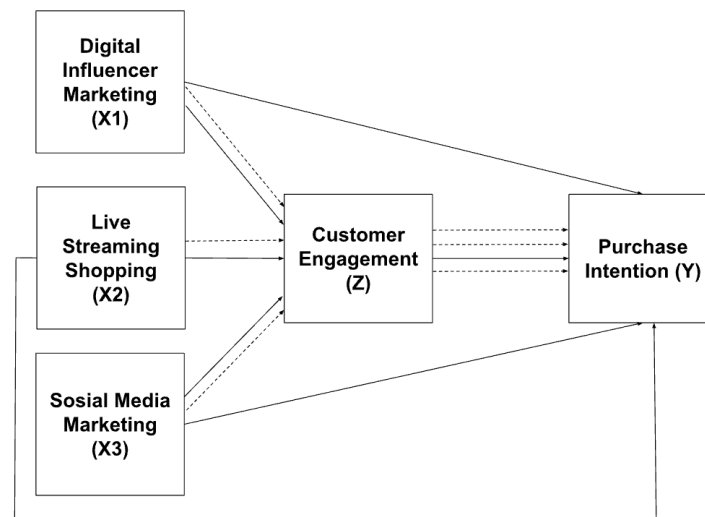 Digital
Influencer
Marketing
(X1)
Live
Streaming
Shopping
(X2)
Customer
Engagement
(Z)
Purchase
Intention (Y)
Sosial Media
Marketing
(X3)